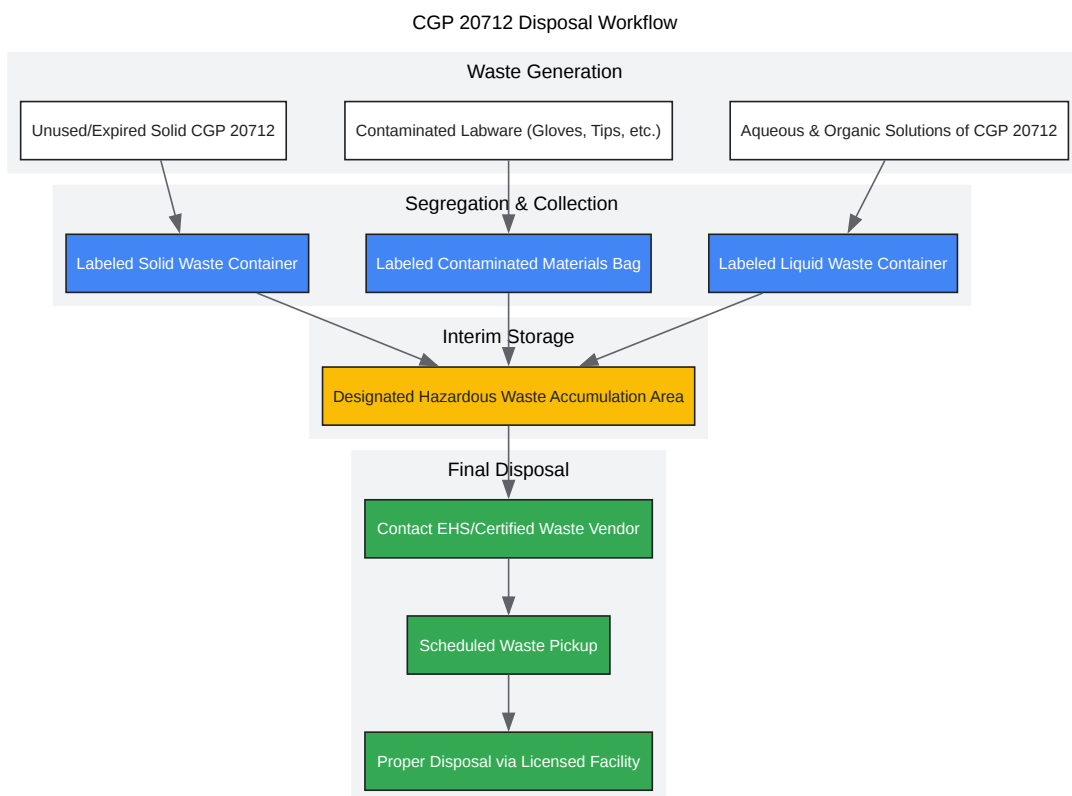 CGP 20712 Disposal Workflow
Waste Generation
Unused/Expired Solid CGP 20712
Contaminated Labware (Gloves, Tips, etc.)
Aqueous & Organic Solutions of CGP 20712
Segregation & Collection
Labeled Solid Waste Container
Labeled Contaminated Materials Bag
Labeled Liquid Waste Container
Interim Storage
Designated Hazardous Waste Accumulation Area
Final Disposal
Contact EHS/Certified Waste Vendor
Scheduled Waste Pickup
Proper Disposal via Licensed Facility